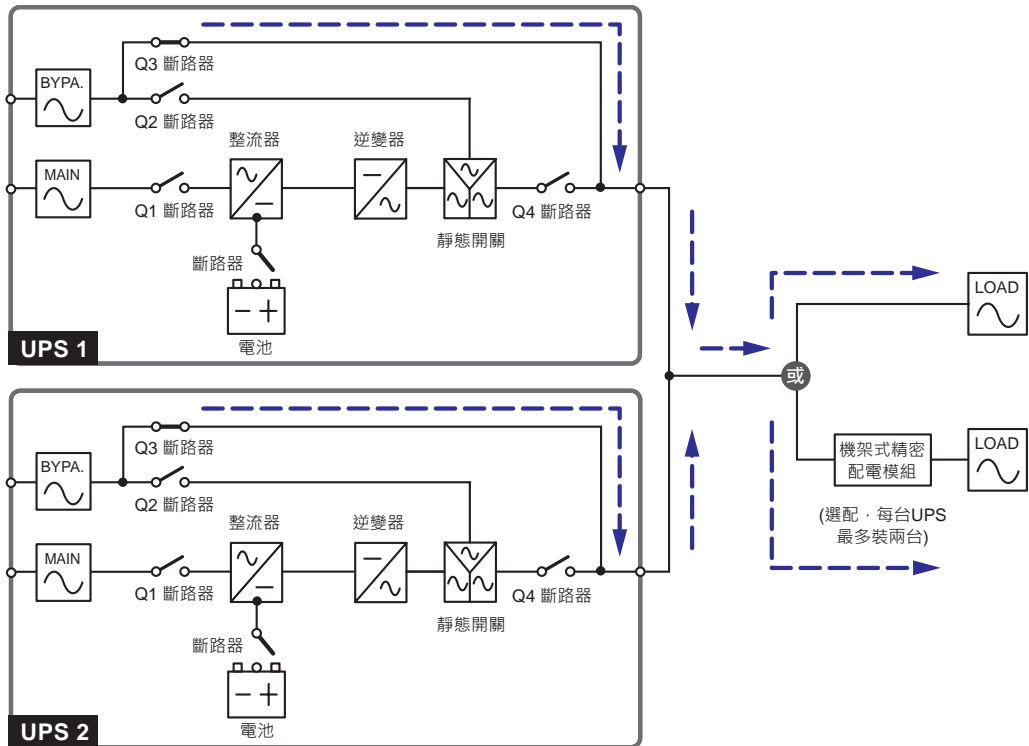 Q3 斷路器
BYPA.
Q2 斷路器
整流器
逆變器
MAIN
Q1 斷路器
Q4 斷路器
靜態開關
斷路器
電池
UPS 1
LOAD
或
Q3 斷路器
BYPA.
Q2 斷路器
整流器
逆變器
MAIN
Q1 斷路器
Q4 斷路器
靜態開關
斷路器
電池
UPS 2
機架式精密
配電模組
LOAD
(選配，每台UPS
最多裝兩台)